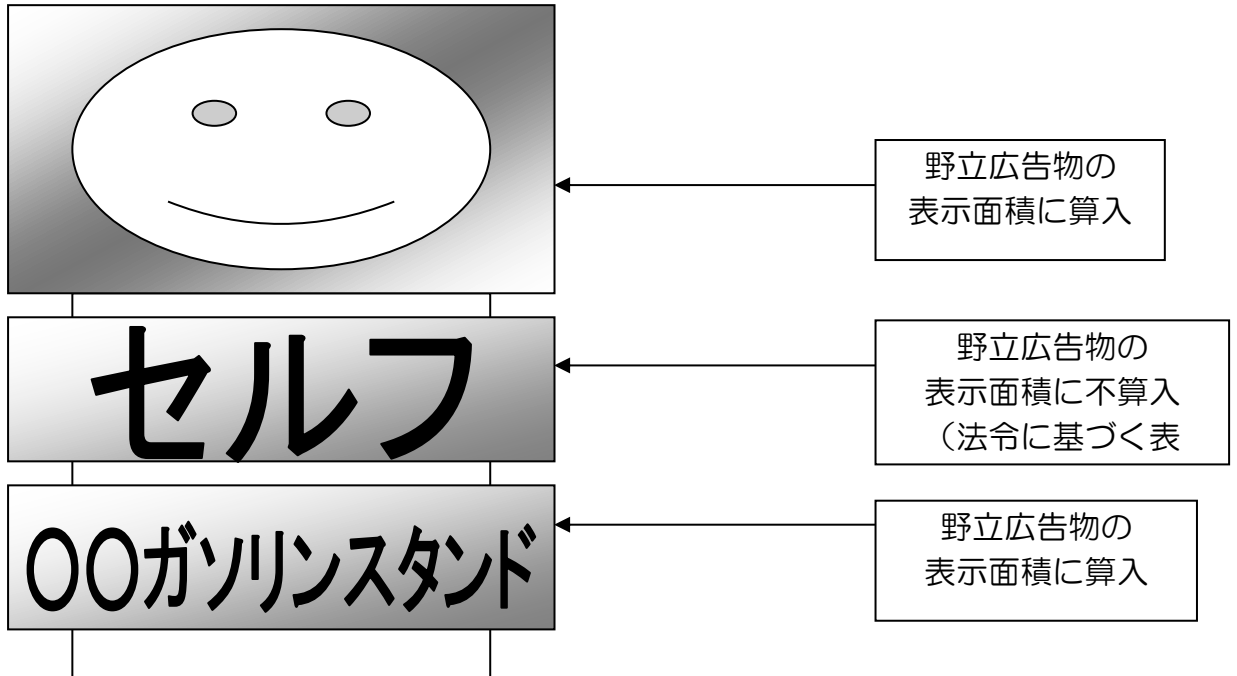 野立広告物の
表示面積に算入
セルフ
野立広告物の
表示面積に不算入
（法令に基づく表
〇〇ガソリンスタンド
野立広告物の
表示面積に算入